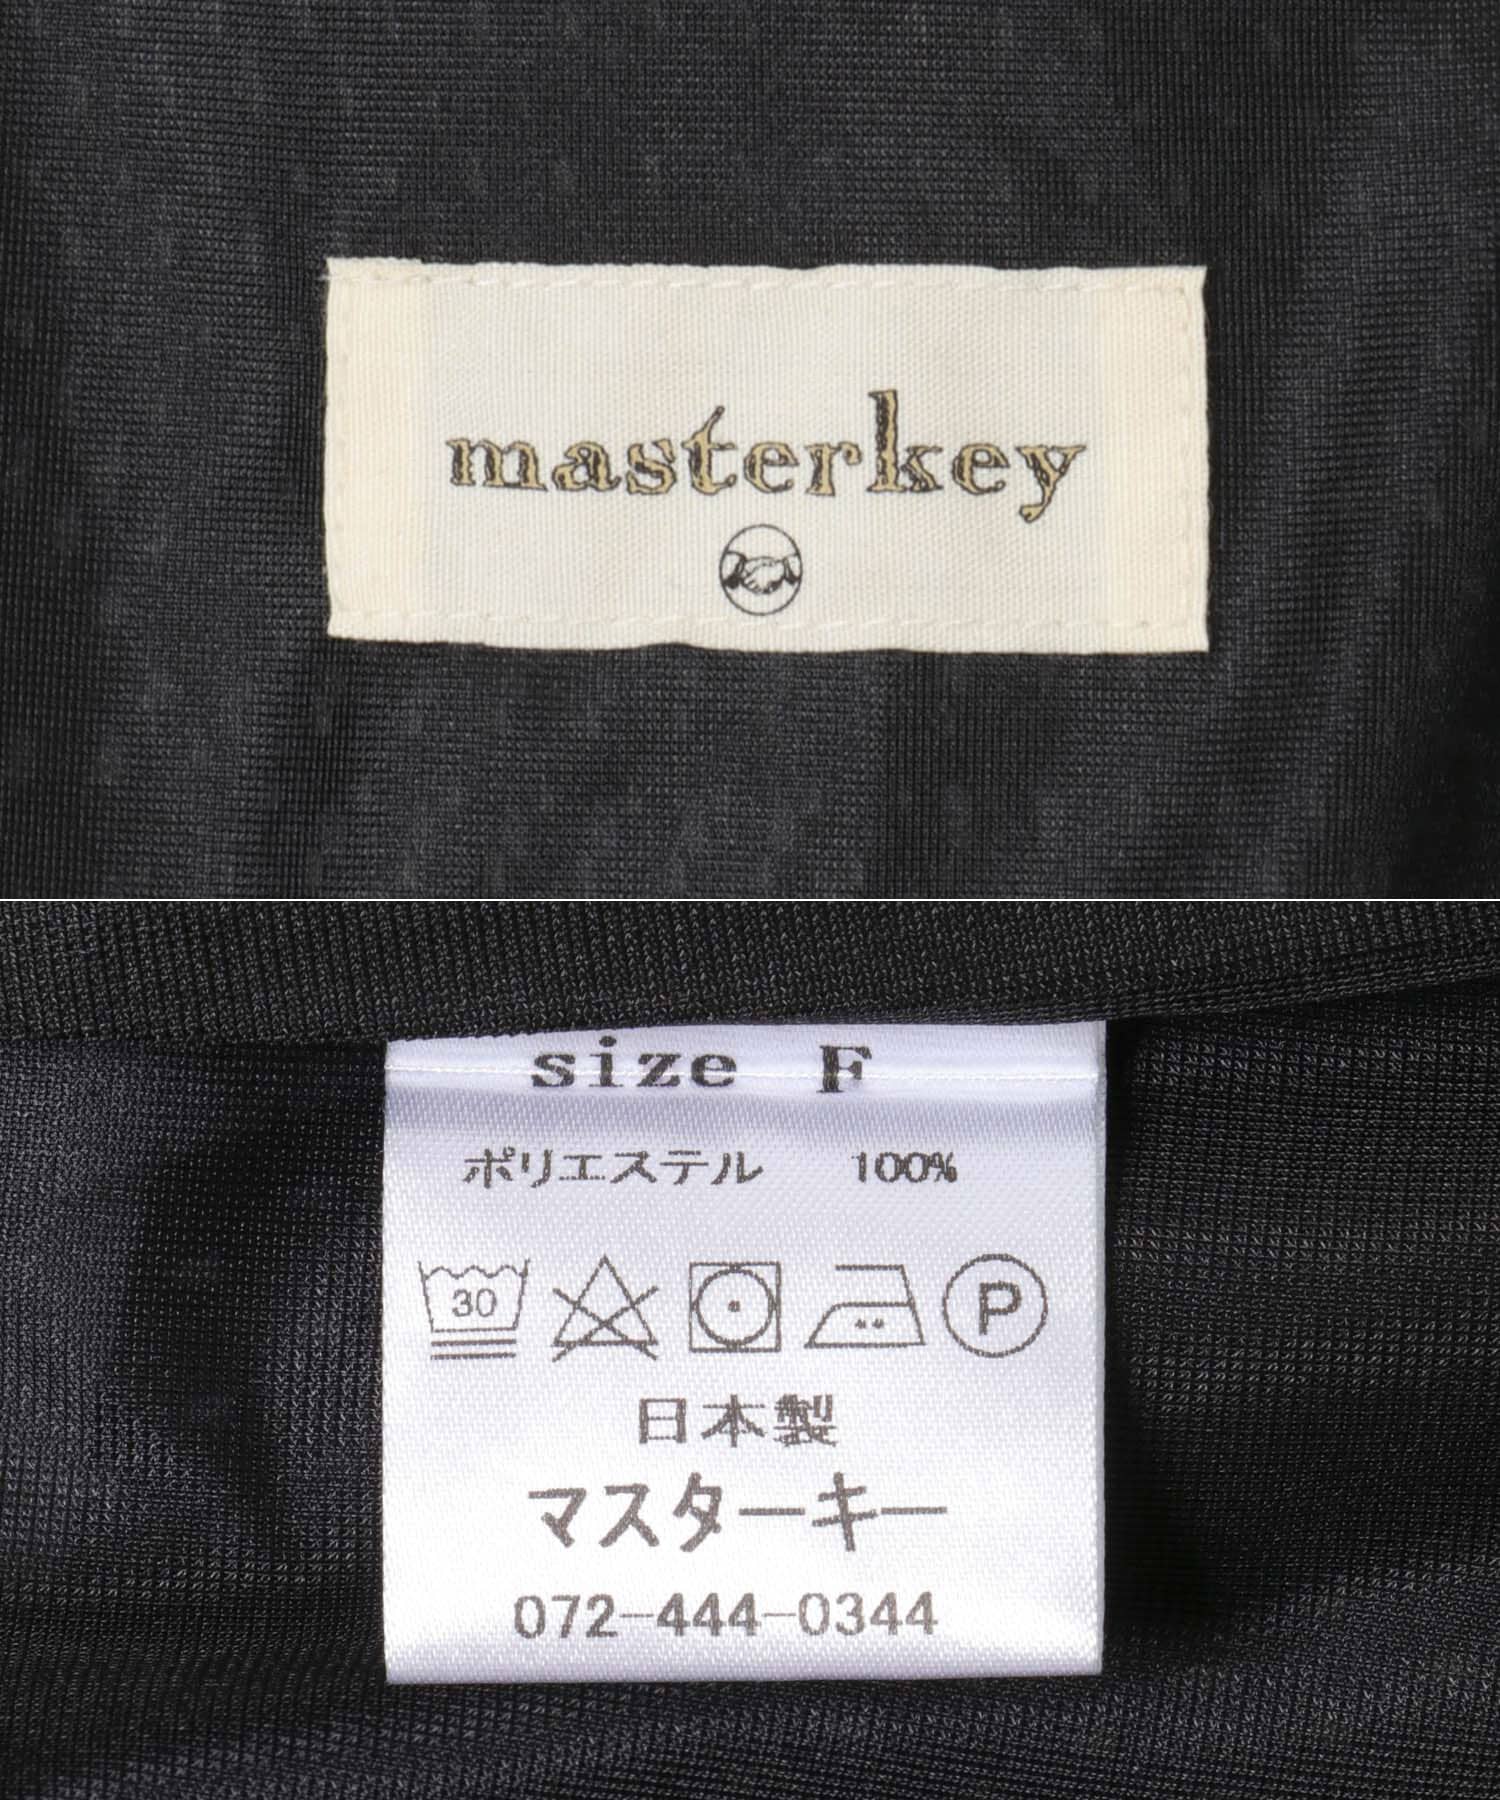 masterkey
size F
ポリエステル 100%
30
P
日本製
マスターキー
072-444-0344